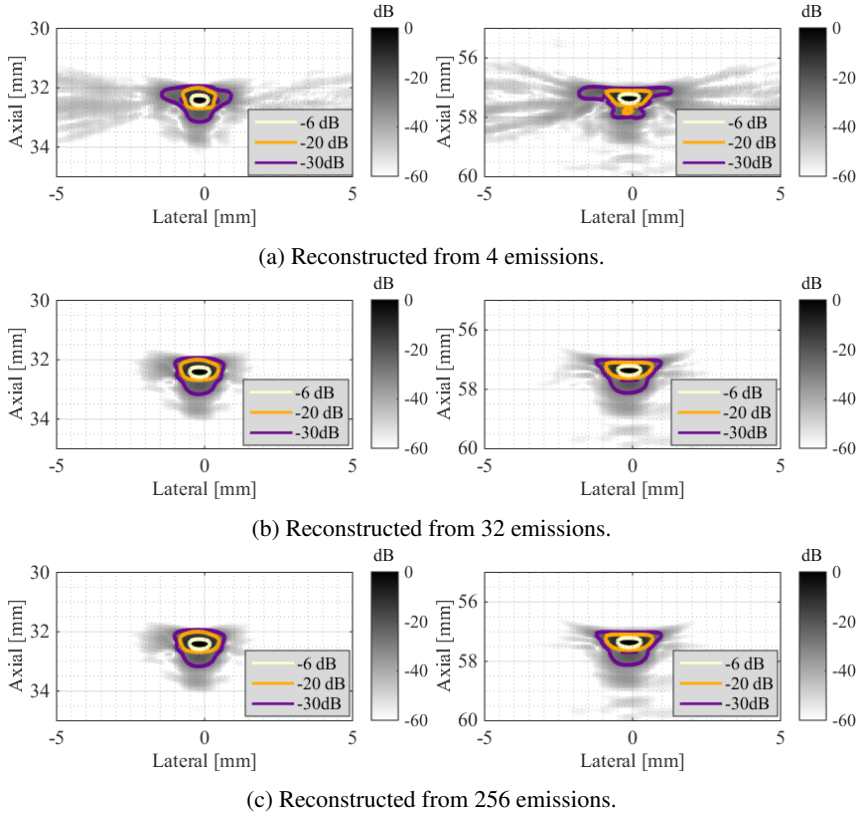 dB dB
30 0 0
56
Axial [mm] 32 -20 Axial [mm] -20
-6 dB 58 -6 dB
34 -20 dB -40 -20 dB -40
-30dB -30dB
-60 60 -60
-5 0 5 -5 0 5
Lateral [mm] Lateral [mm]
(a) Reconstructed from 4 emissions.
dB dB
30 0 0
56
Axial [mm] 32 -20 Axial [mm] -20
-6 dB 58 -6 dB
34 -20 dB -40 -20 dB -40
-30dB -30dB
-60 60 -60
-5 0 5 -5 0 5
Lateral [mm] Lateral [mm]
(b) Reconstructed from 32 emissions.
dB dB
30 0 0
56
Axial [mm] 32 -20 Axial [mm] -20
-6 dB 58 -6 dB
34 -20 dB -40 -20 dB -40
-30dB -30dB
-60 60 -60
-5 0 5 -5 0 5
Lateral [mm] Lateral [mm]
(c) Reconstructed from 256 emissions.